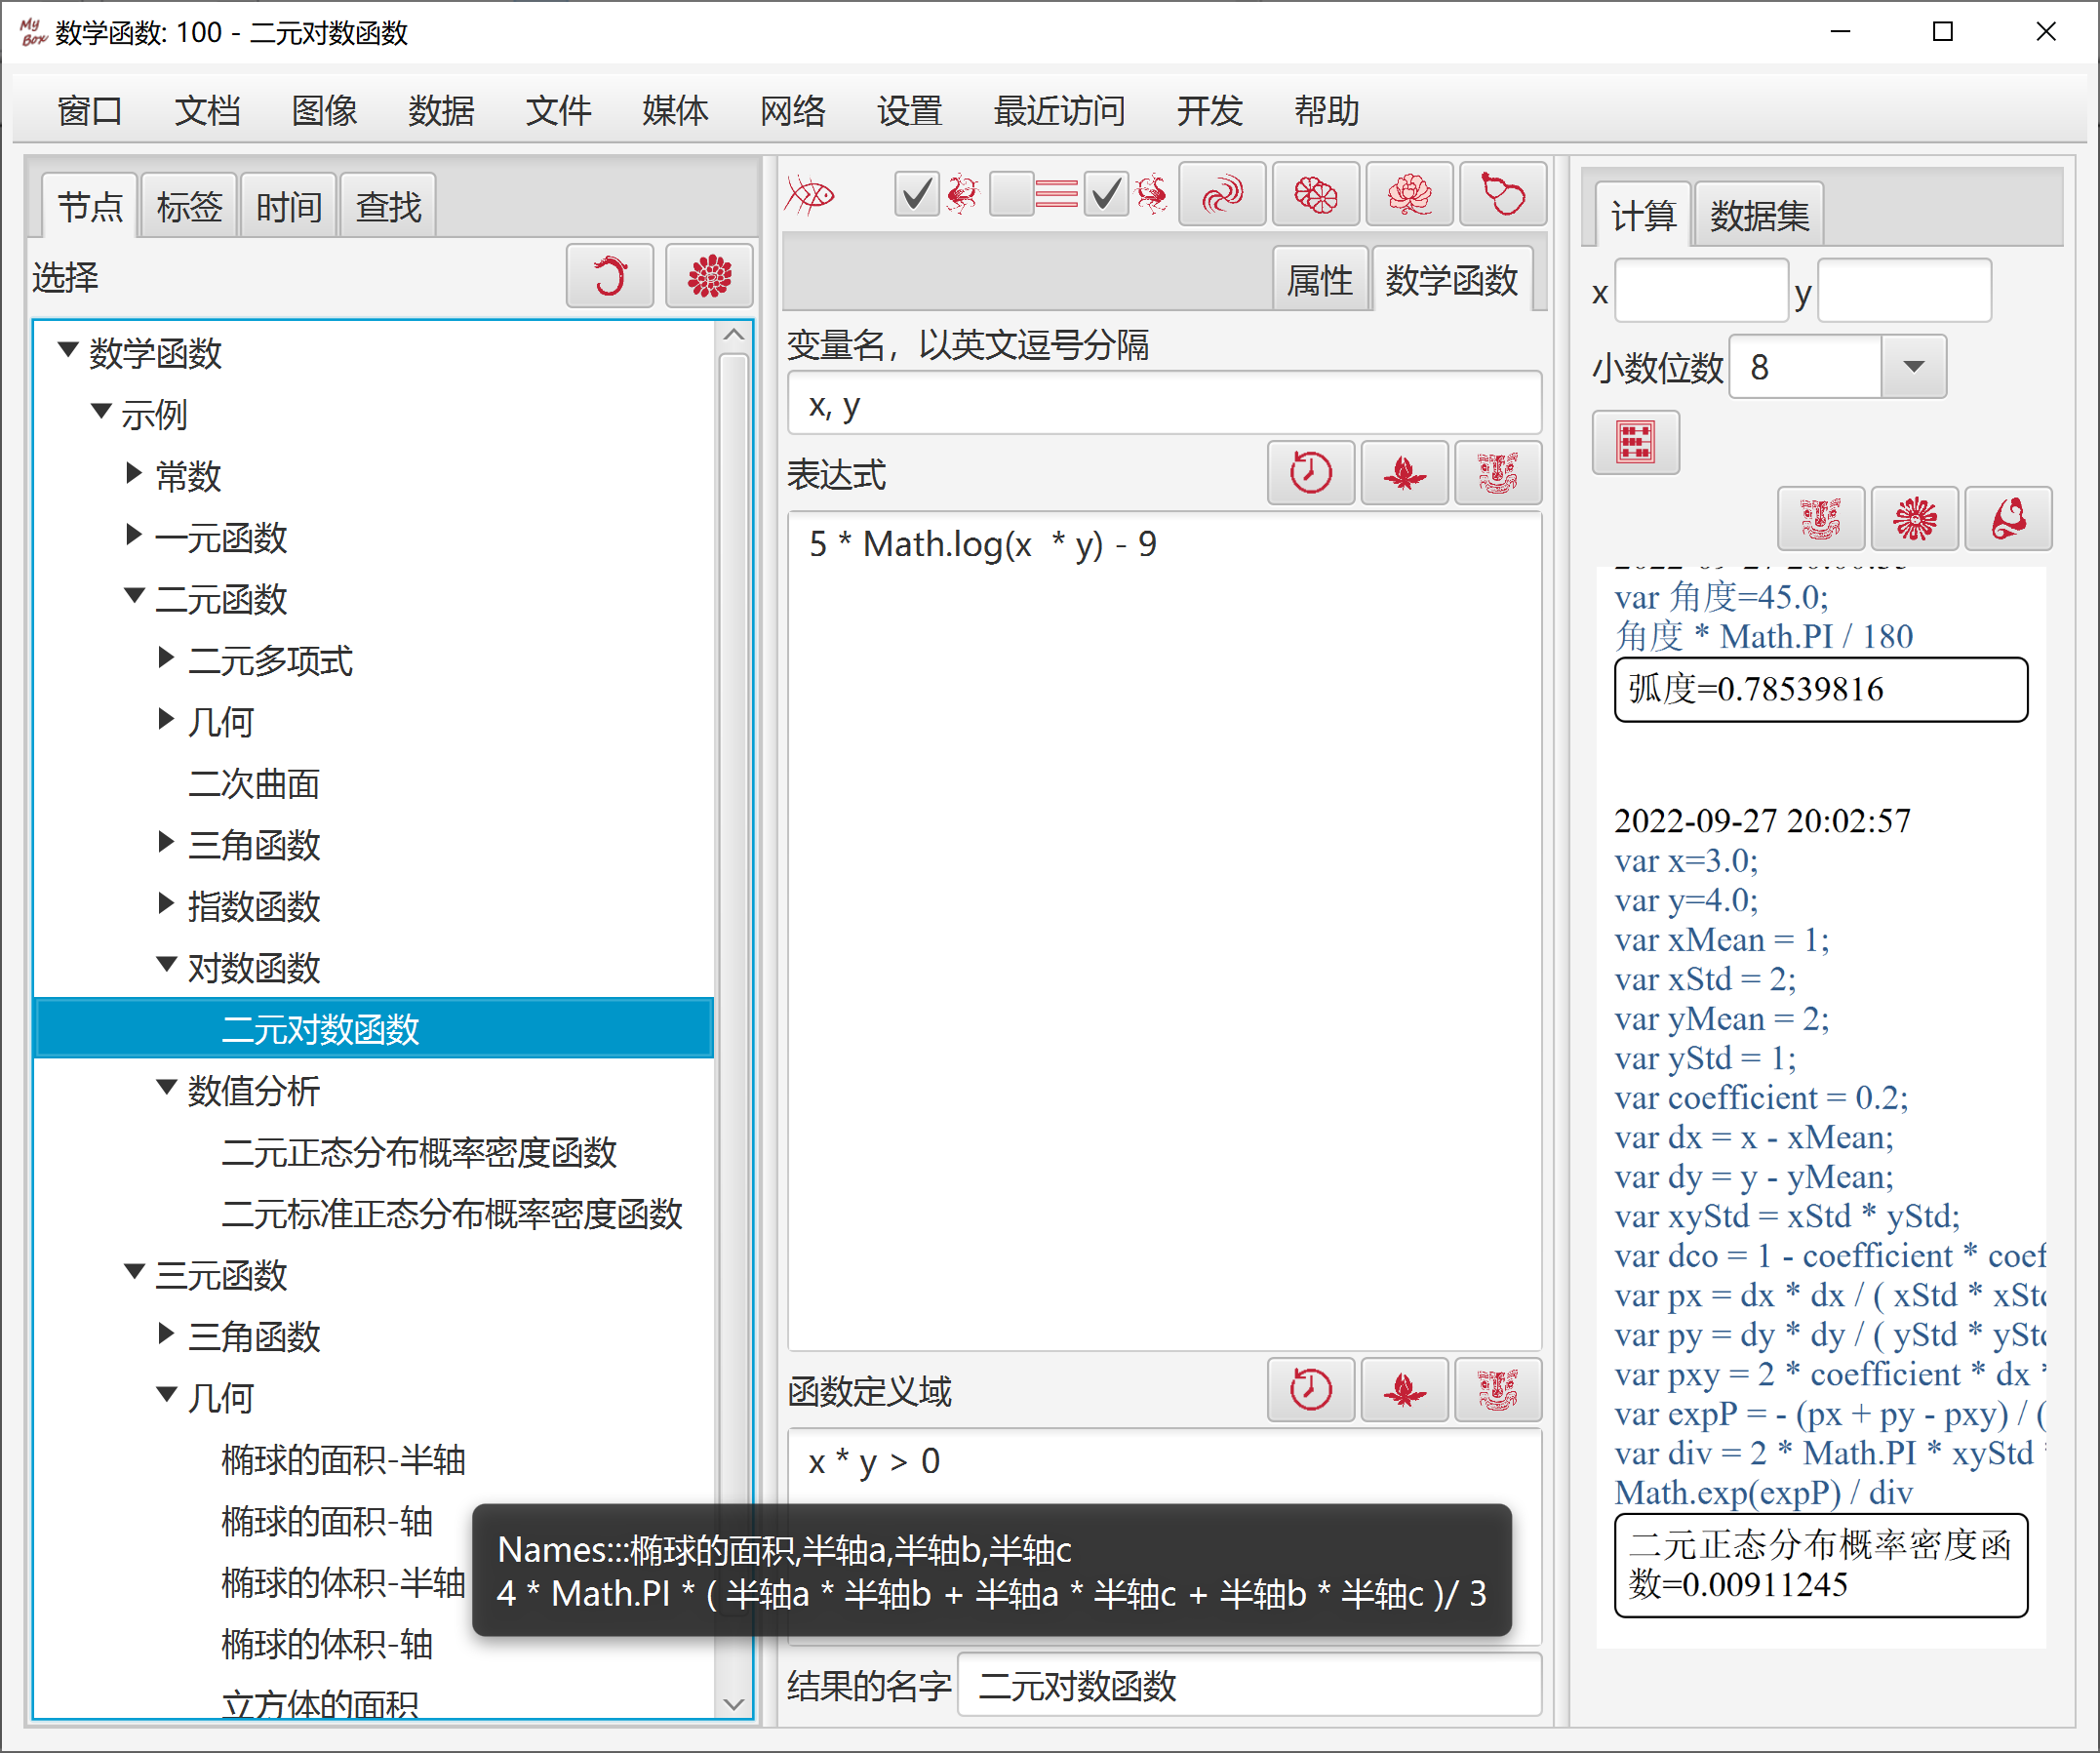 My Box 数学函数: 100 - 二元对数函数
窗口 文档 图像 数据 文件 媒体 网络 设置 最近访问 开发 帮助
节点 标签 时间 查找
选择
数学函数
示例
常数
一元函数
二元函数
二元多项式
几何
二次曲面
三角函数
指数函数
对数函数
二元对数函数
数值分析
二元正态分布概率密度函数
二元标准正态分布概率密度函数
三元函数
三角函数
几何
椭球的面积-半轴
椭球的面积-轴
椭球的体积-半轴
椭球的体积-轴
立方体的面积
属性 数学函数
变量名，以英文逗号分隔
x, y
表达式
5 * Math.log(x  * y) - 9
函数定义域
x * y > 0
Names:::椭球的面积,半轴a,半轴b,半轴c
4 * Math.PI * ( 半轴a * 半轴b + 半轴a * 半轴c + 半轴b * 半轴c )/ 3
结果的名字 二元对数函数
计算 数据集
x y
小数位数 8
var 角度=45.0;
角度 * Math.PI / 180
弧度=0.78539816
2022-09-27 20:02:57
var x=3.0;
var y=4.0;
var xMean = 1;
var xStd = 2;
var yMean = 2;
var yStd = 1;
var coefficient = 0.2;
var dx = x - xMean;
var dy = y - yMean;
var xyStd = xStd * yStd;
var dco = 1 - coefficient * coef
var px = dx * dx / ( xStd * xStd
var py = dy * dy / ( yStd * yStd
var pxy = 2 * coefficient * dx *
var expP = - (px + py - pxy) / (
var div = 2 * Math.PI * xyStd *
Math.exp(expP) / div
二元正态分布概率密度函
数=0.00911245